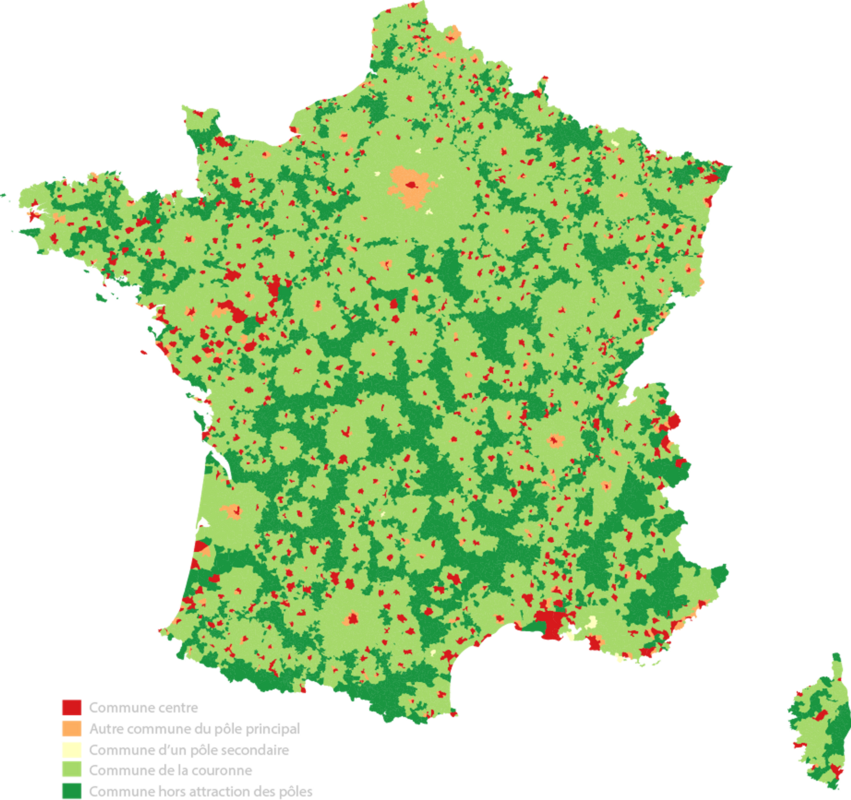 Commune centre
Autre commune du pôle principal
Commune d'un pôle secondaire
Commune de la couronne
Commune hors attraction des pôles